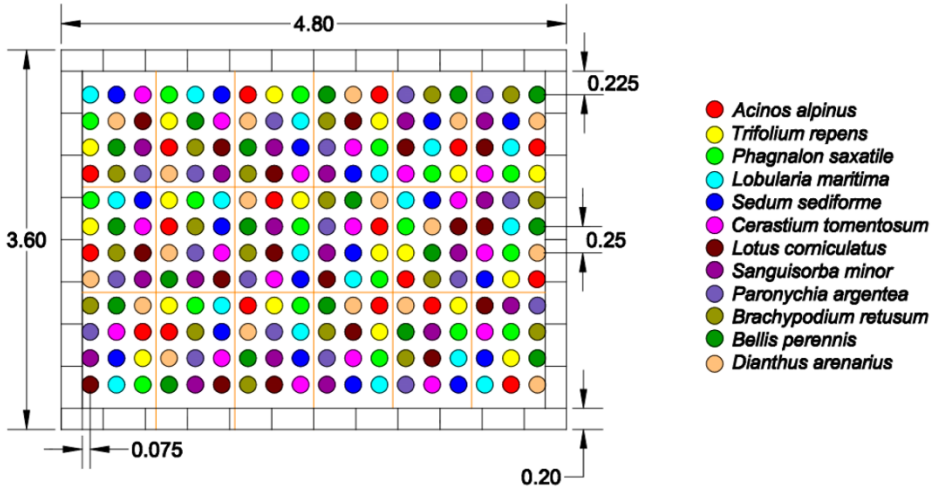 4.80
0.225
3.60
0.25
0.075
0.20
Acinos alpinus
Trifolium repens
Phagnalon saxatile
Lobularia maritima
Sedum sediforme
Cerastium tomentosum
Lotus corniculatus
Sanguisorba minor
Paronychia argentea
Brachypodium retusum
Bellis perennis
Dianthus arenarius